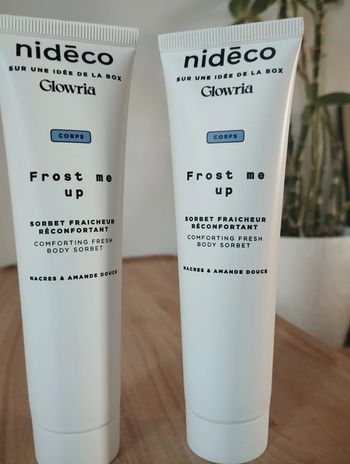 nidēco
SUR UNE IDÉE DE LA BOX
Glowria
CORPS
Frost me
up
SORBET FRAICHEUR
RÉCONFORTANT
COMFORTING FRESH
BODY SORBET
NACRES & AMANDE DOUCE
nidēco
SUR UNE IDÉE DE LA BOX
Glowria
CORPS
Frost me
up
SORBET FRAICHEUR
RÉCONFORTANT
COMFORTING FRESH
BODY SORBET
NACRES & AMANDE DOUCE